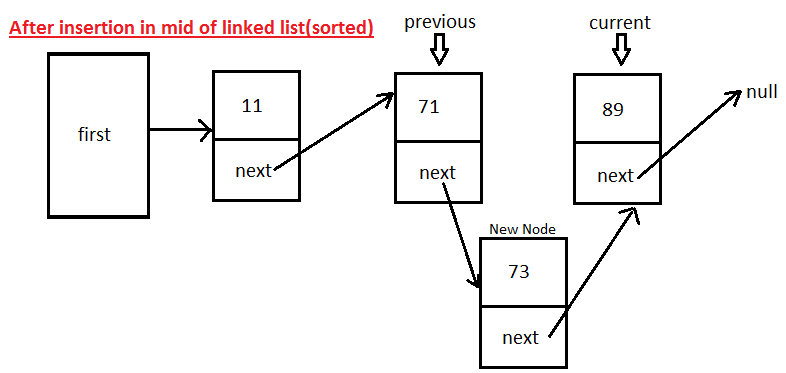 After insertion in mid of linked list(sorted)
previous
current
first
11
next
71
next
89
next
null
New Node
73
next